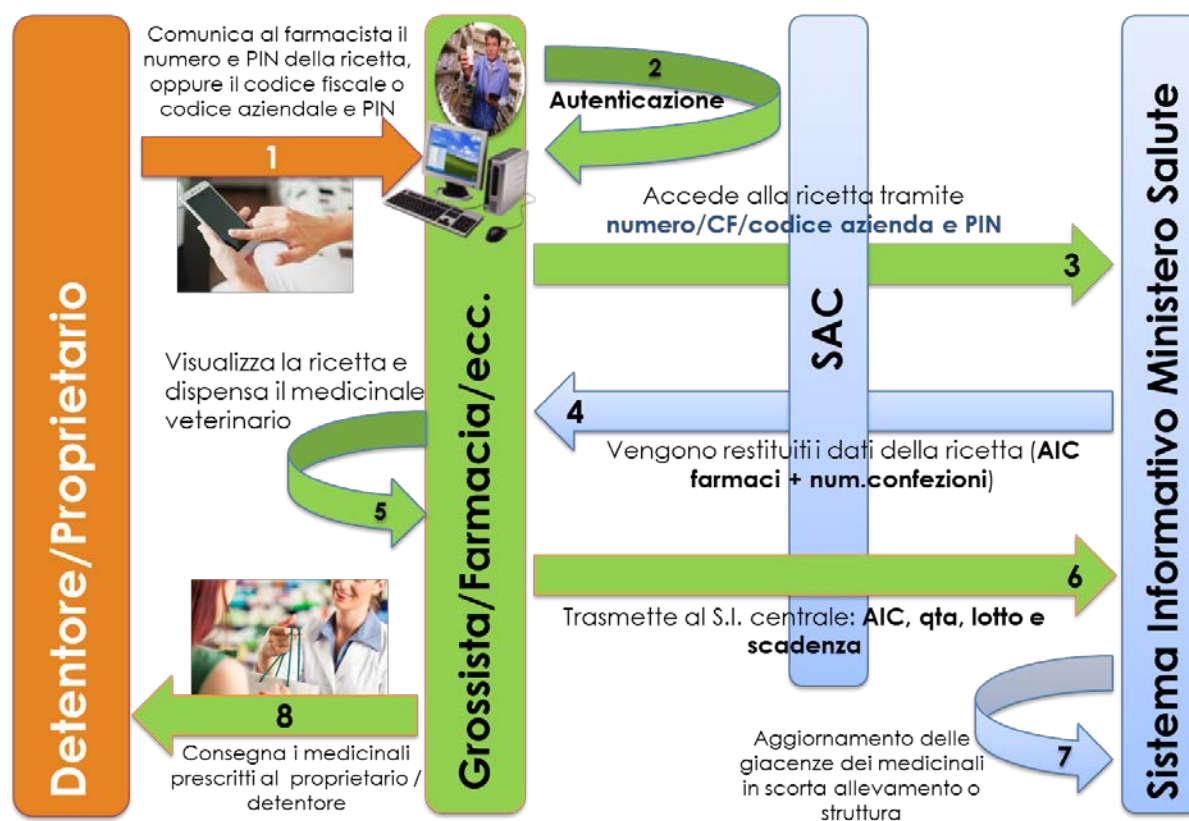 Detentore/Proprietario
Comunica al farmacista il
numero e PIN della ricetta,
oppure il codice fiscale o
codice aziendale e PIN
1
Grossista/Farmacia/ecc.
2
Autenticazione
SAC
Sistema Informativo Ministero Salute
Accede alla ricetta tramite
numero/CF/codice azienda e PIN
3
4
Vengono restituiti i dati della ricetta (AIC
farmaci + num.confezioni)
Visualizza la ricetta e
dispensa il medicinale
veterinario
5
6
Trasmette al S.I. centrale: AIC, qta, lotto e
scadenza
7
Aggiornamento delle
giacenze dei medicinali
in scorta allevamento o
struttura
8
Consegna i medicinali
prescritti al proprietario /
detentore